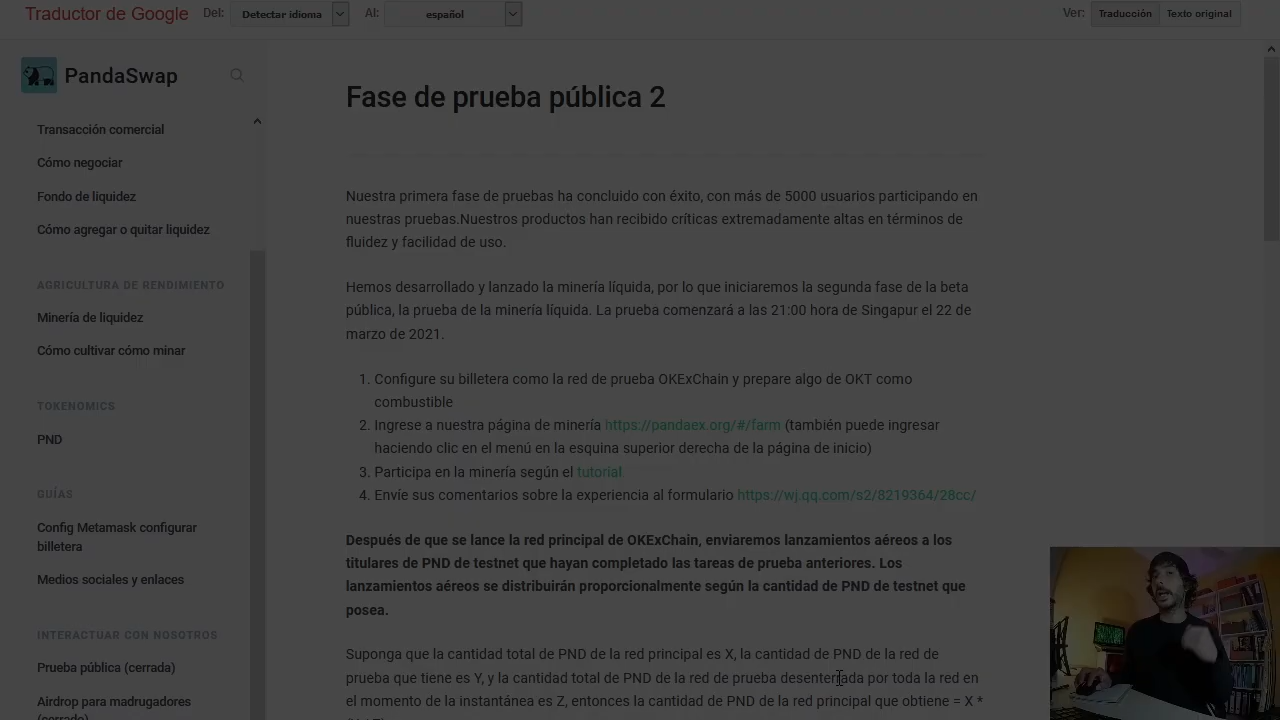 Traductor de Google
Del:
Detectar idioma
Al:
español
Ver:
Traducción
Texto original
PandaSwap
Transacción comercial
Cómo negociar
Fondo de liquidez
Cómo agregar o quitar liquidez
AGRICULTURA DE RENDIMIENTO
Minería de liquidez
Cómo cultivar cómo minar
TOKENOMICS
PND
GUÍAS
Config Metamask configurar
billetera
Medios sociales y enlaces
INTERACTUAR CON NOSOTROS
Prueba pública (cerrada)
Airdrop para madrugadores
(cerrado)
Fase de prueba pública 2
Nuestra primera fase de pruebas ha concluido con éxito, con más de 5000 usuarios participando en
nuestras pruebas.Nuestros productos han recibido críticas extremadamente altas en términos de
fluidez y facilidad de uso.
Hemos desarrollado y lanzado la minería líquida, por lo que iniciaremos la segunda fase de la beta
pública, la prueba de la minería líquida. La prueba comenzará a las 21:00 hora de Singapur el 22 de
marzo de 2021.
1. Configure su billetera como la red de prueba OKExChain y prepare algo de OKT como
combustible
2. Ingrese a nuestra página de minería https://pandaex.org/#/farm (también puede ingresar
haciendo clic en el menú en la esquina superior derecha de la página de inicio)
3. Participa en la minería según el tutorial
4. Envíe sus comentarios sobre la experiencia al formulario https://wj.qq.com/s2/8219364/28cc/
Después de que se lance la red principal de OKExChain, enviaremos lanzamientos aéreos a los
titulares de PND de testnet que hayan completado las tareas de prueba anteriores. Los
lanzamientos aéreos se distribuirán proporcionalmente según la cantidad de PND de testnet que
posea.
Suponga que la cantidad total de PND de la red principal es X, la cantidad de PND de la red de
prueba que tiene es Y, y la cantidad total de PND de la red de prueba desenterrada por toda la red en
el momento de la instantánea es Z, entonces la cantidad de PND de la red principal que obtiene = X *